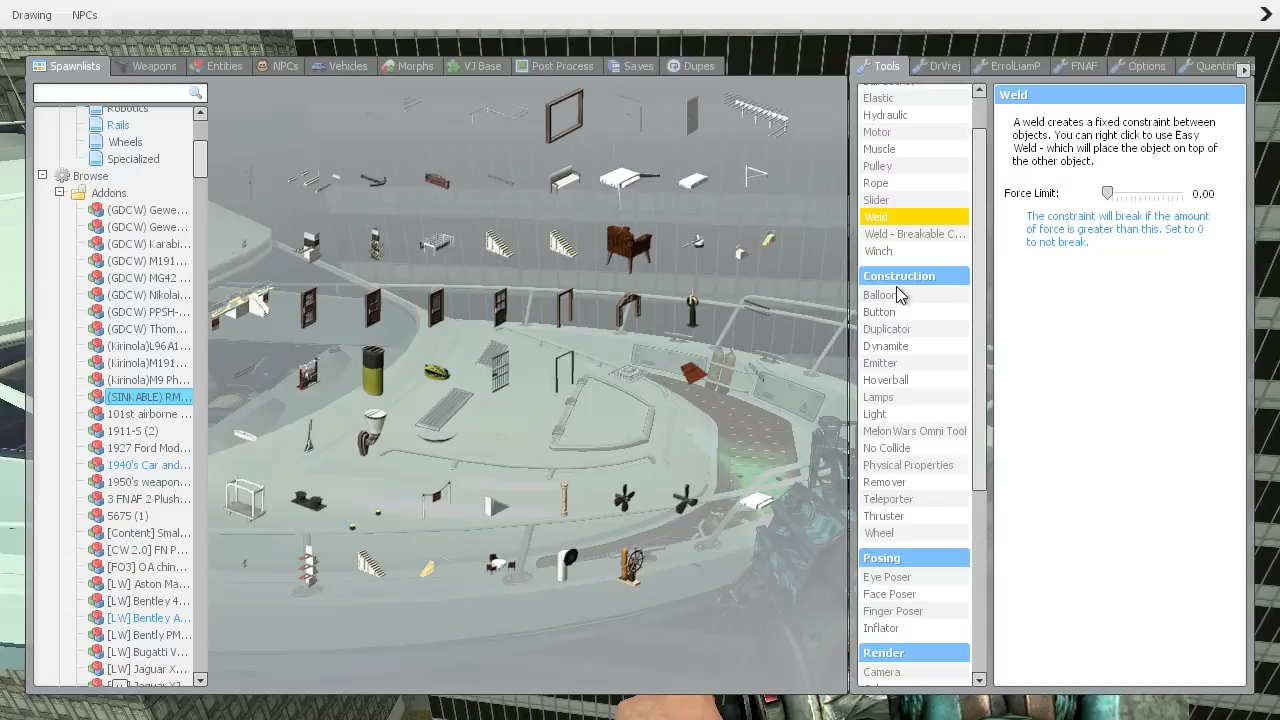 Drawing NPCs
Spawnlists Weapons Entities NPCs Vehicles Morphs VJ Base Post Process Saves Dupes
Tools DrVrej ErrolLiamP FNAF Options
Robotics
Rails
Wheels
Specialized
Browse
Addons
(GDCW) Gewe...
(GDCW) Gewe...
(GDCW) Karabi...
(GDCW) M191...
(GDCW) MG42...
(GDCW) Nikolai...
(GDCW) PPSH-...
(GDCW) Thom...
(Kirinola)L96A1...
(Kirinola)M191...
(Kirinola)M9 Ph...
(SINKABLE) RM...
101st airborne ...
1911-S (2)
1927 Ford Mod...
1940's Car and...
1950's weapon...
3 FNAF 2 Plush...
5675 (1)
[Content] Smal...
[CW 2.0] FN P...
[FO3] OA Ou...
[LW] Aston Ma...
[LW] Bentley 4...
[LW] Bentley A...
[LW] Bently PM...
[LW] Bugatti V...
[LW] Jaguar X...
Elastic
Hydraulic
Motor
Muscle
Pulley
Rope
Slider
Weld
Weld - Breakable C...
Winch
Construction
Balloon
Button
Duplicator
Dynamite
Emitter
Hoverball
Lamps
Light
MelonWars Omni Tool
No Collide
Physical Properties
Remover
Teleporter
Thruster
Wheel
Posing
Eye Poser
Face Poser
Finger Poser
Inflator
Render
Camera
Weld
A weld creates a fixed constraint between
objects. You can right click to use Easy
Weld - which will place the object on top of
the other object.
Force Limit: 0.00
The constraint will break if the amount
of force is greater than this. Set to 0
to not break.